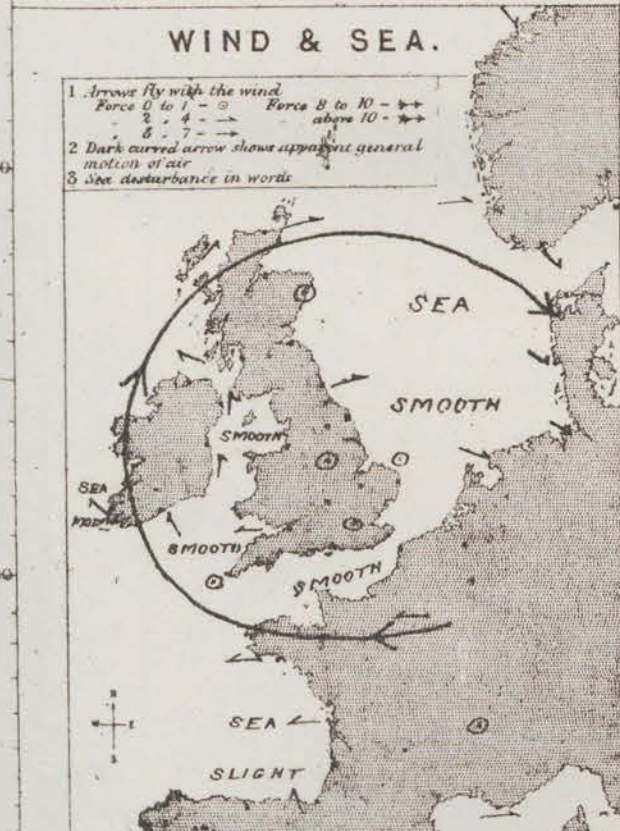 WIND & SEA.
1 Arrows fly with the wind
Force 0 to 1 - ⊙ Force 8 to 10 -
" 2 " 4 - above 10 -
" 5 " 7 -
2 Dark curved arrow shows apparent general
motion of air
3 Sea disturbance in words
SEA
SMOOTH
SMOOTH
SEA
SMOOTH
SMOOTH
SEA
SLIGHT
N
E
S
0
0